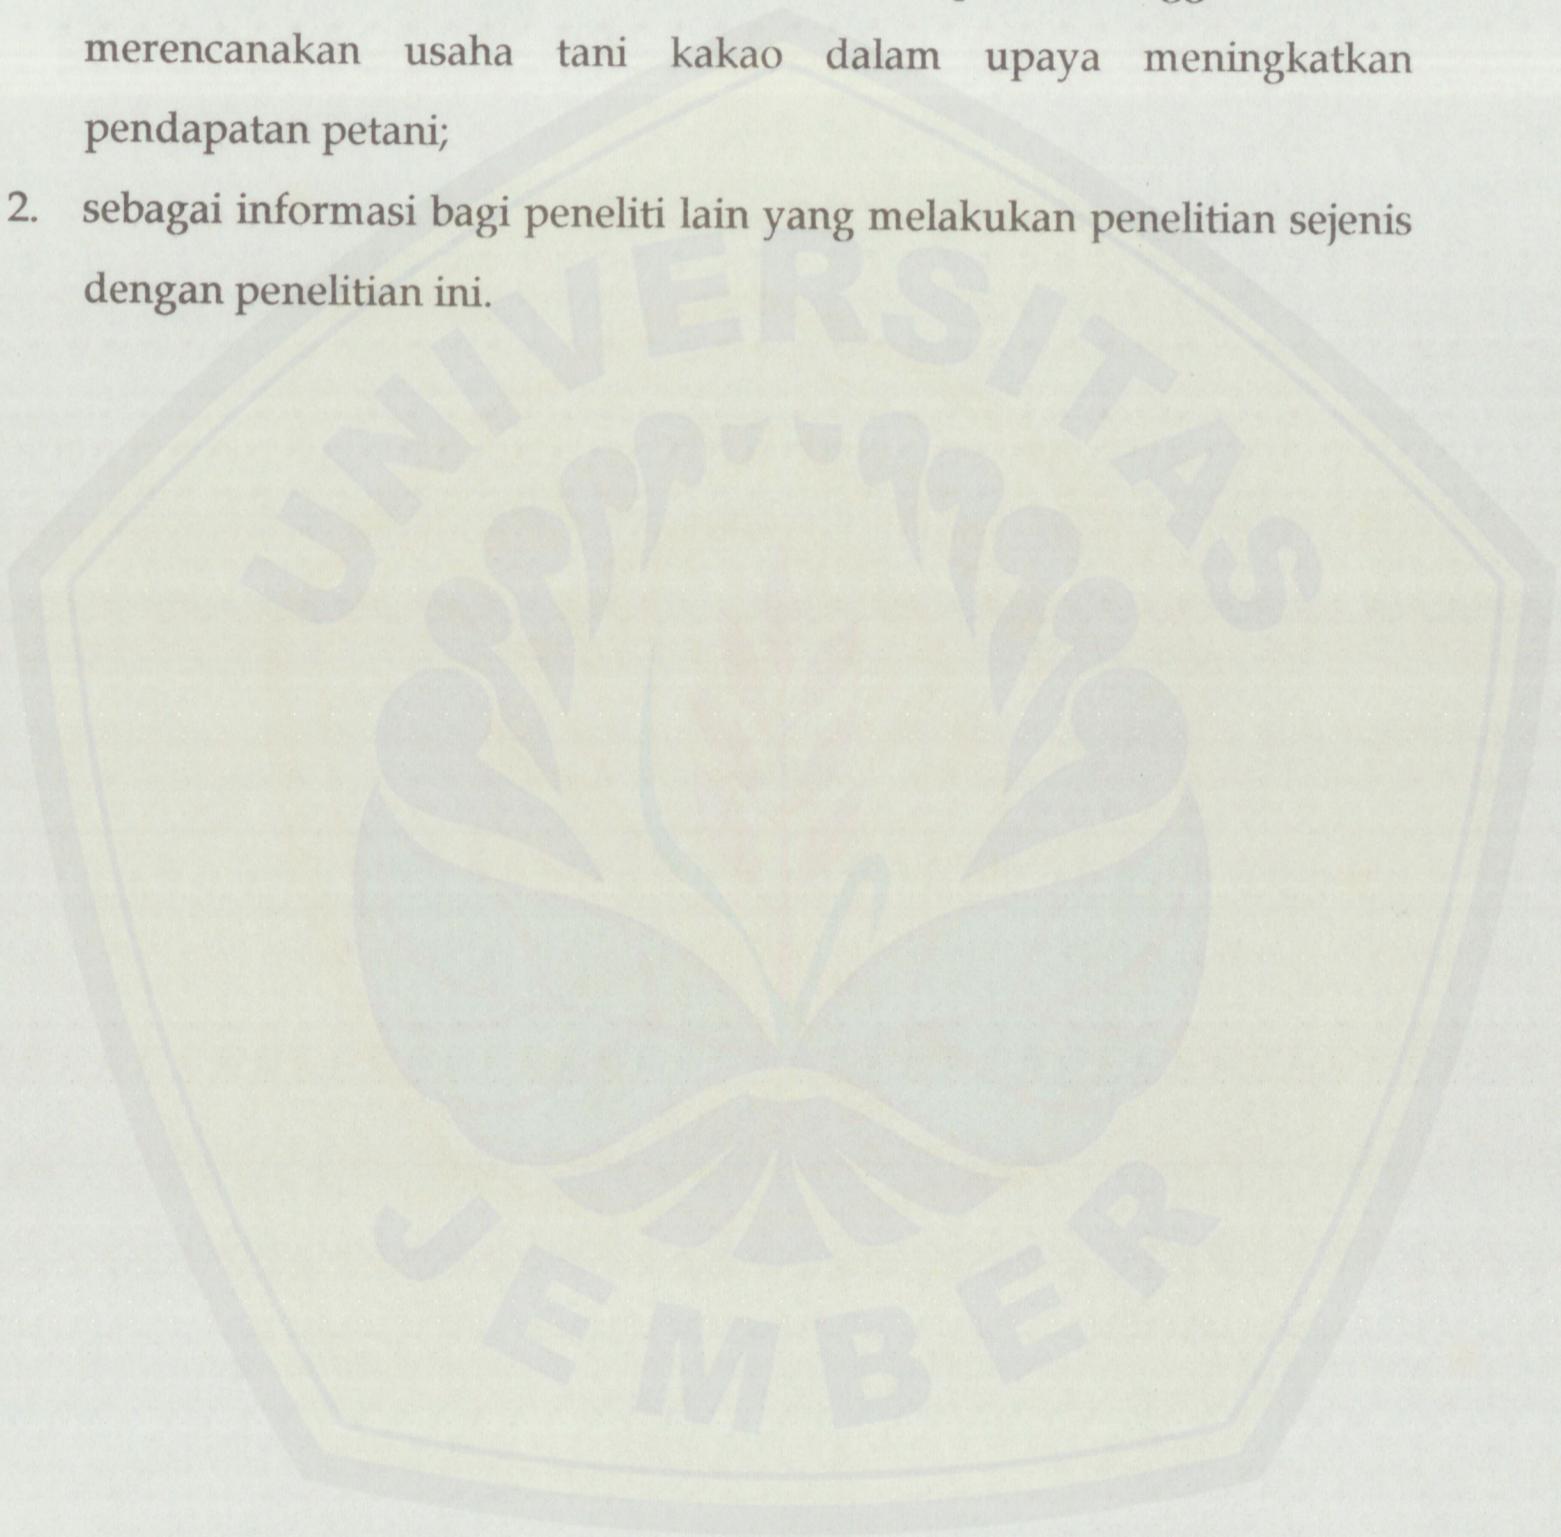 merencanakan usaha tani kakao dalam upaya meningkatkan
pendapatan petani;
2. sebagai informasi bagi peneliti lain yang melakukan penelitian sejenis
dengan penelitian ini.
UNIVERSITAS
JEMBER